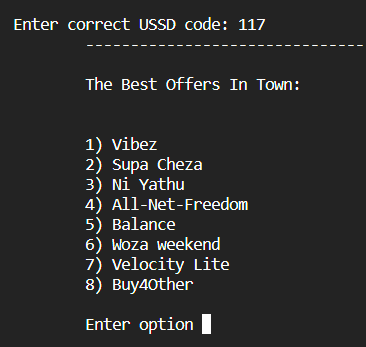 Enter correct USSD code: 117
-------------------------------
The Best Offers In Town:
1) Vibez
2) Supa Cheza
3) Ni Yathu
4) All-Net-Freedom
5) Balance
6) Woza weekend
7) Velocity Lite
8) Buy4Other
Enter option